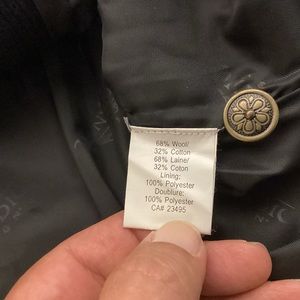 68% Wool/
32% Cotton
68% Laine/
32% Coton
Lining:
100% Polyester
Doublure:
100% Polyester
CA# 23495